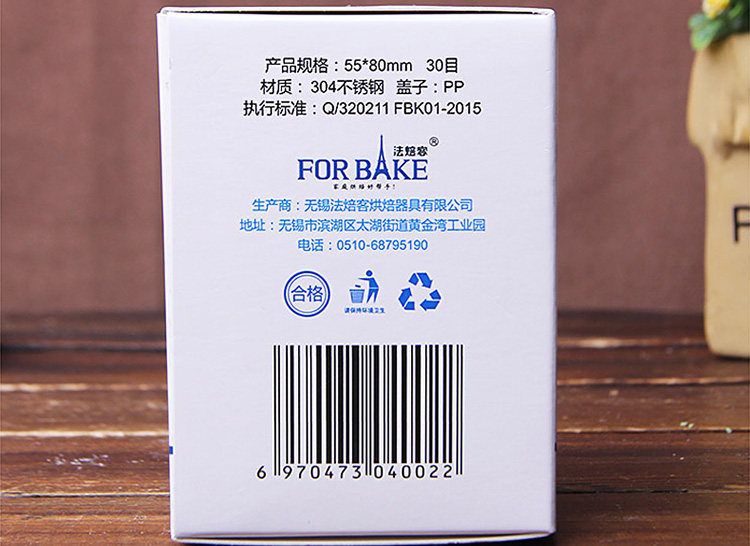 产品规格：55*80mm 30目
材质：304不锈钢 盖子：PP
执行标准：Q/320211 FBK01-2015
法焙客®
FOR BAKE
家庭烘焙好帮手！
生产商：无锡法焙客烘焙器具有限公司
地址：无锡市滨湖区太湖街道黄金湾工业园
电话：0510-68795190
合格
请保持环境卫生
6 970473 040022